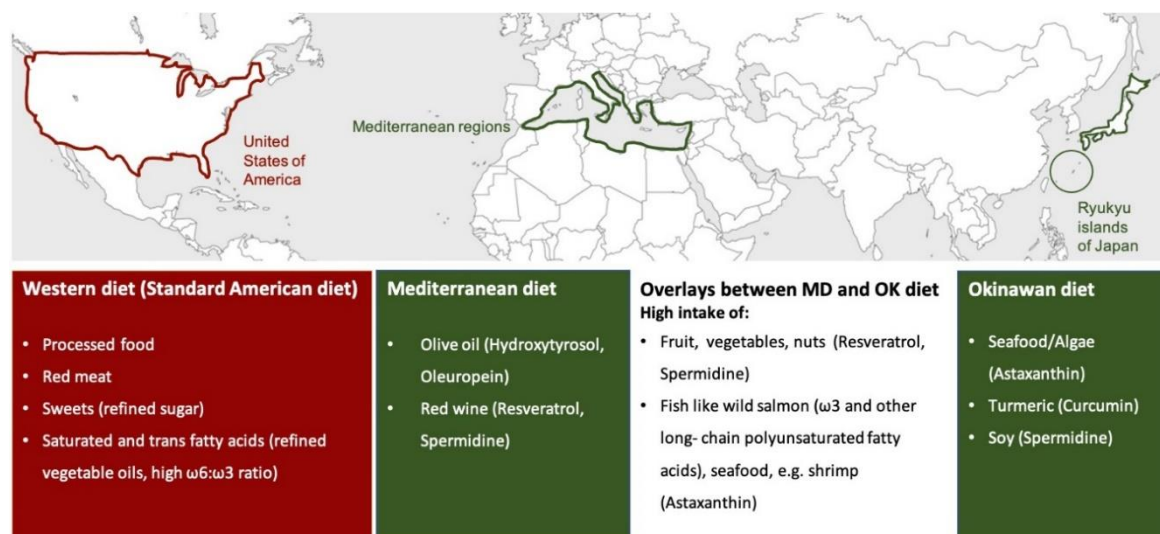 United
States of
America
Mediterranean regions
Ryukyu
islands
of Japan
Western diet (Standard American diet)
• Processed food
• Red meat
• Sweets (refined sugar)
• Saturated and trans fatty acids (refined
vegetable oils, high ω6:ω3 ratio)
Mediterranean diet
• Olive oil (Hydroxytyrosol,
Oleuropein)
• Red wine (Resveratrol,
Spermidine)
Overlays between MD and OK diet
High intake of:
• Fruit, vegetables, nuts (Resveratrol,
Spermidine)
• Fish like wild salmon (ω3 and other
long- chain polyunsaturated fatty
acids), seafood, e.g. shrimp
(Astaxanthin)
Okinawan diet
• Seafood/Algae
(Astaxanthin)
• Turmeric (Curcumin)
• Soy (Spermidine)